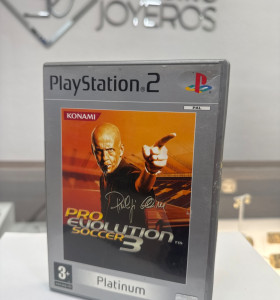 JOYEROS
PlayStation 2
PAL
KONAMI
PRO
EVOLUTION
SOCCER 3
3+
Platinum